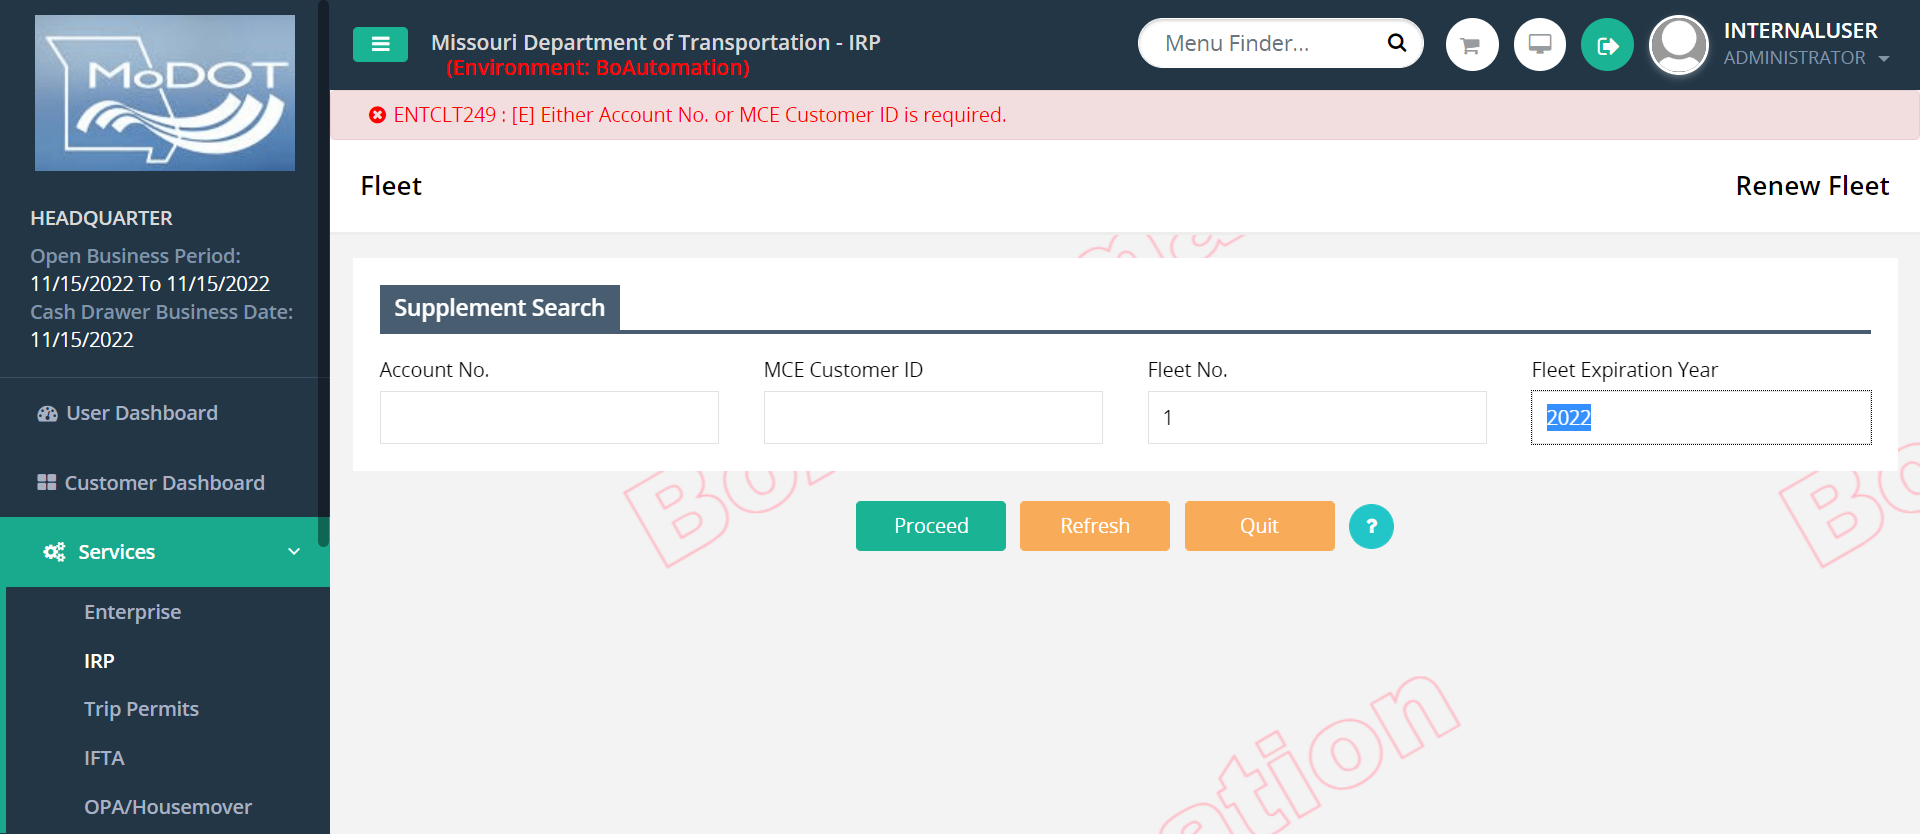 MoDOT
HEADQUARTER
Open Business Period:
11/15/2022 To 11/15/2022
Cash Drawer Business Date:
11/15/2022
User Dashboard
Customer Dashboard
Services
Enterprise
IRP
Trip Permits
IFTA
OPA/Housemover
Missouri Department of Transportation - IRP
(Environment: BoAutomation)
Menu Finder...
INTERNALUSER
ADMINISTRATOR
ENTCLT249 : [E] Either Account No. or MCE Customer ID is required.
Fleet
Renew Fleet
Supplement Search
Account No.
MCE Customer ID
Fleet No.
1
Fleet Expiration Year
2022
Proceed
Refresh
Quit
?